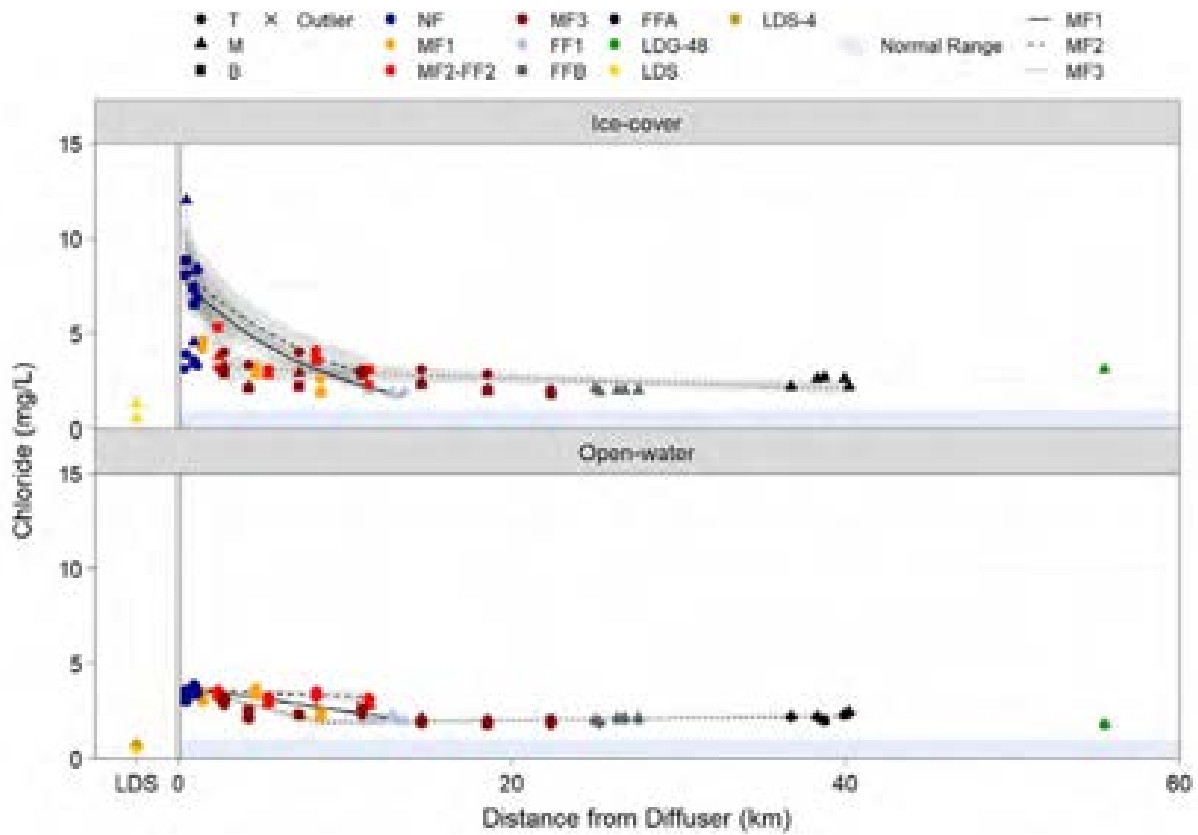 T × Outlier NF MF3 FFA LDS-4 MF1
M MF1 FF1 LDG-48 Normal Range MF2
B MF2-FF2 FFB LDS MF3
Ice-cover
15
10
5
0
Open-water
15
10
5
0
Chloride (mg/L)
LDS 0 20 40 60
Distance from Diffuser (km)